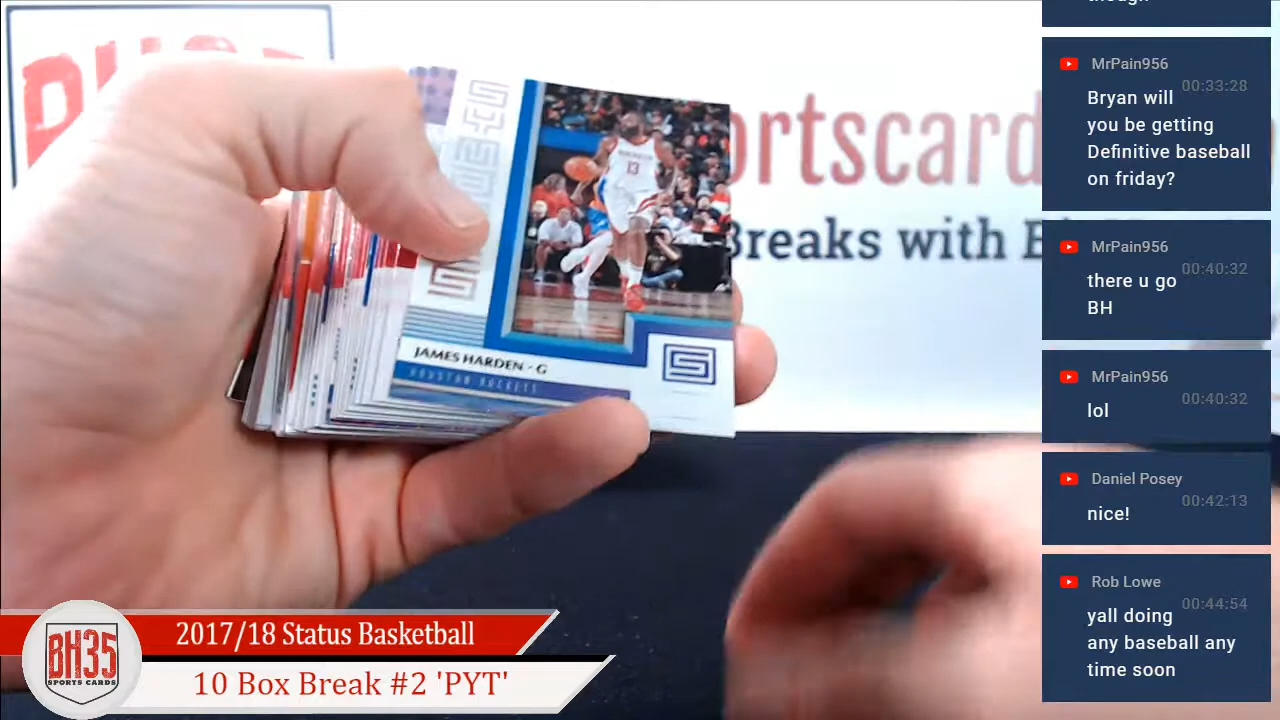 ortscard
Breaks with
STATUS
13
JAMES HARDEN - G
HOUSTON ROCKETS
S
BH35
SPORTS CARDS
2017/18 Status Basketball
10 Box Break #2 'PYT'
though
MrPain956
00:33:28
Bryan will
you be getting
Definitive baseball
on friday?
MrPain956
00:40:32
there u go
BH
MrPain956
00:40:32
lol
Daniel Posey
00:42:13
nice!
Rob Lowe
00:44:54
yall doing
any baseball any
time soon